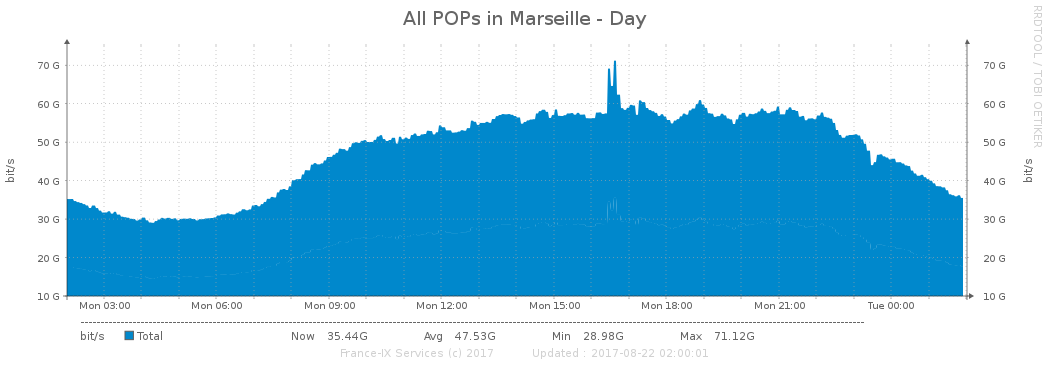 All POPs in Marseille - Day
RRDTOOL / TOBI OETIKER
bit/s
70 G 70 G
60 G 60 G
50 G 50 G
40 G 40 G
30 G 30 G
20 G 20 G
10 G 10 G
bit/s
Mon 03:00 Mon 06:00 Mon 09:00 Mon 12:00 Mon 15:00 Mon 18:00 Mon 21:00 Tue 00:00
bit/s Total Now 35.44G Avg 47.53G Min 28.98G Max 71.12G
France-IX Services (c) 2017 Updated : 2017-08-22 02:00:01